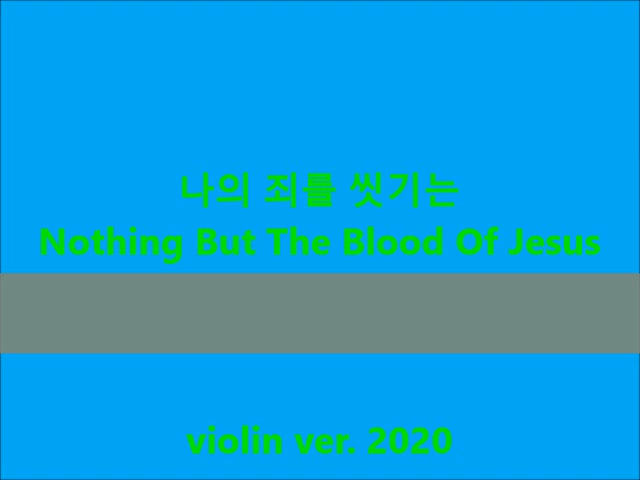 나의 죄를 씻기는
Nothing But The Blood Of Jesus
violin ver. 2020